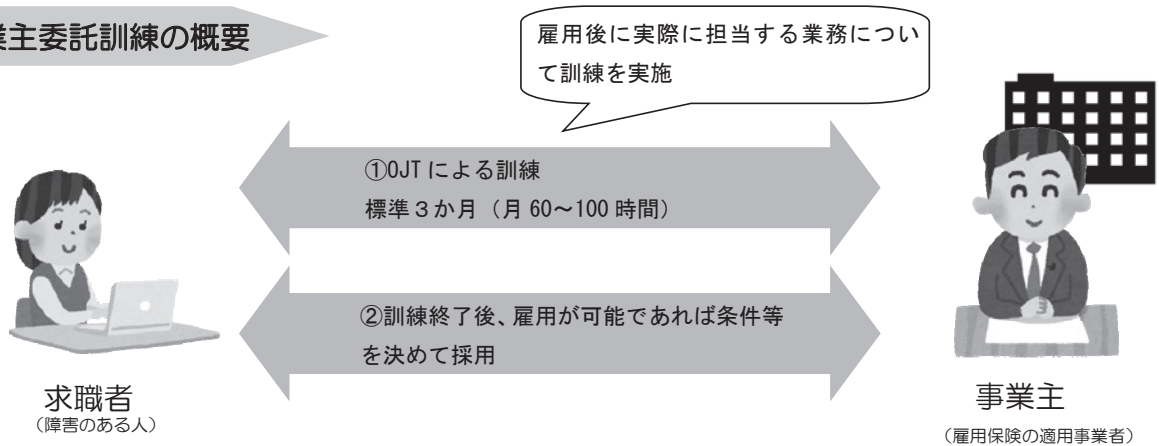 業主委託訓練の概要
雇用後に実際に担当する業務につい
て訓練を実施
①OJTによる訓練
標準３か月（月 60～100 時間）
②訓練終了後、雇用が可能であれば条件等
を決めて採用
求職者
（障害のある人）
事業主
（雇用保険の適用事業者）